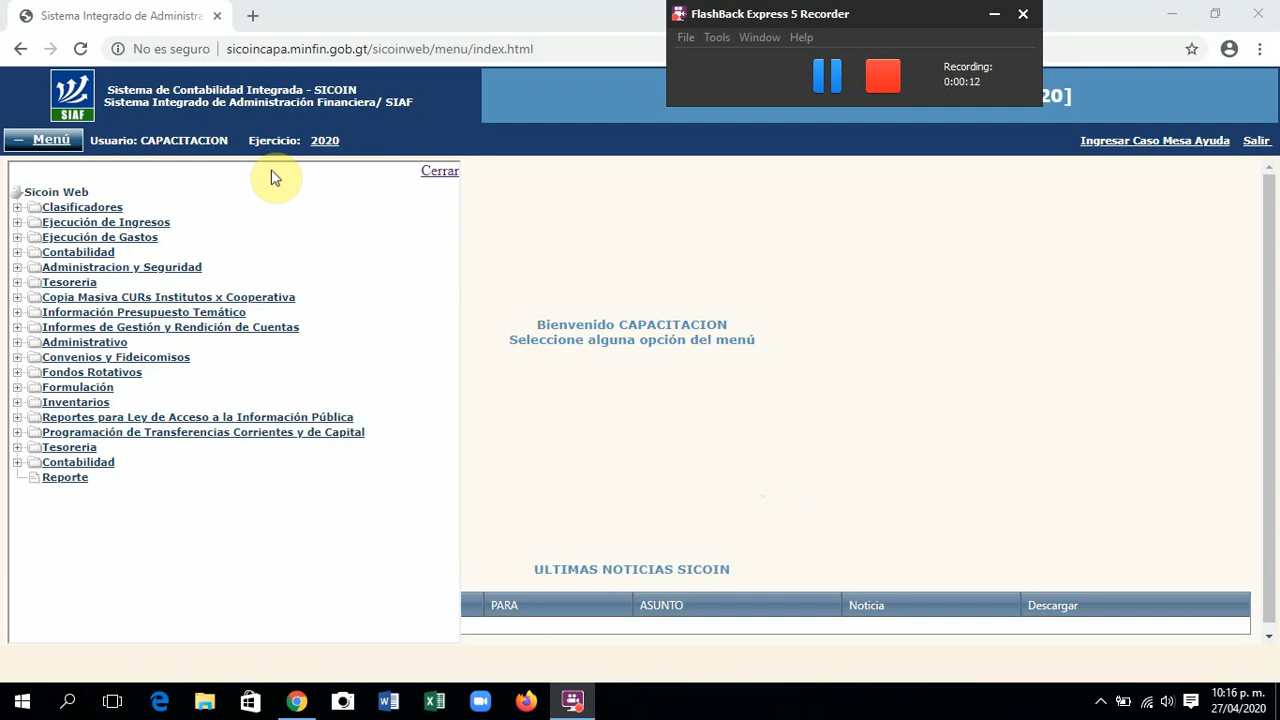 Sistema Integrado de Administra
FlashBack Express 5 Recorder
File Tools Window Help
Recording:
0:00:12
No es seguro | sicoincapa.minfin.gob.gt/sicoinweb/menu/index.html
Sistema de Contabilidad Integrada - SICOIN
Sistema Integrado de Administración Financiera/ SIAF
SIAF
20]
Menú Usuario: CAPACITACION Ejercicio: 2020 Ingresar Caso Mesa Ayuda Salir
Cerrar
Sicoin Web
Clasificadores
Ejecución de Ingresos
Ejecución de Gastos
Contabilidad
Administracion y Seguridad
Tesoreria
Copia Masiva CURs Institutos x Cooperativa
Información Presupuesto Temático
Informes de Gestión y Rendición de Cuentas
Administrativo
Convenios y Fideicomisos
Fondos Rotativos
Formulación
Inventarios
Reportes para Ley de Acceso a la Información Pública
Programación de Transferencias Corrientes y de Capital
Tesoreria
Contabilidad
Reporte
Bienvenido CAPACITACION
Seleccione alguna opción del menú
ULTIMAS NOTICIAS SICOIN
PARA ASUNTO Noticia Descargar
10:16 p. m.
27/04/2020